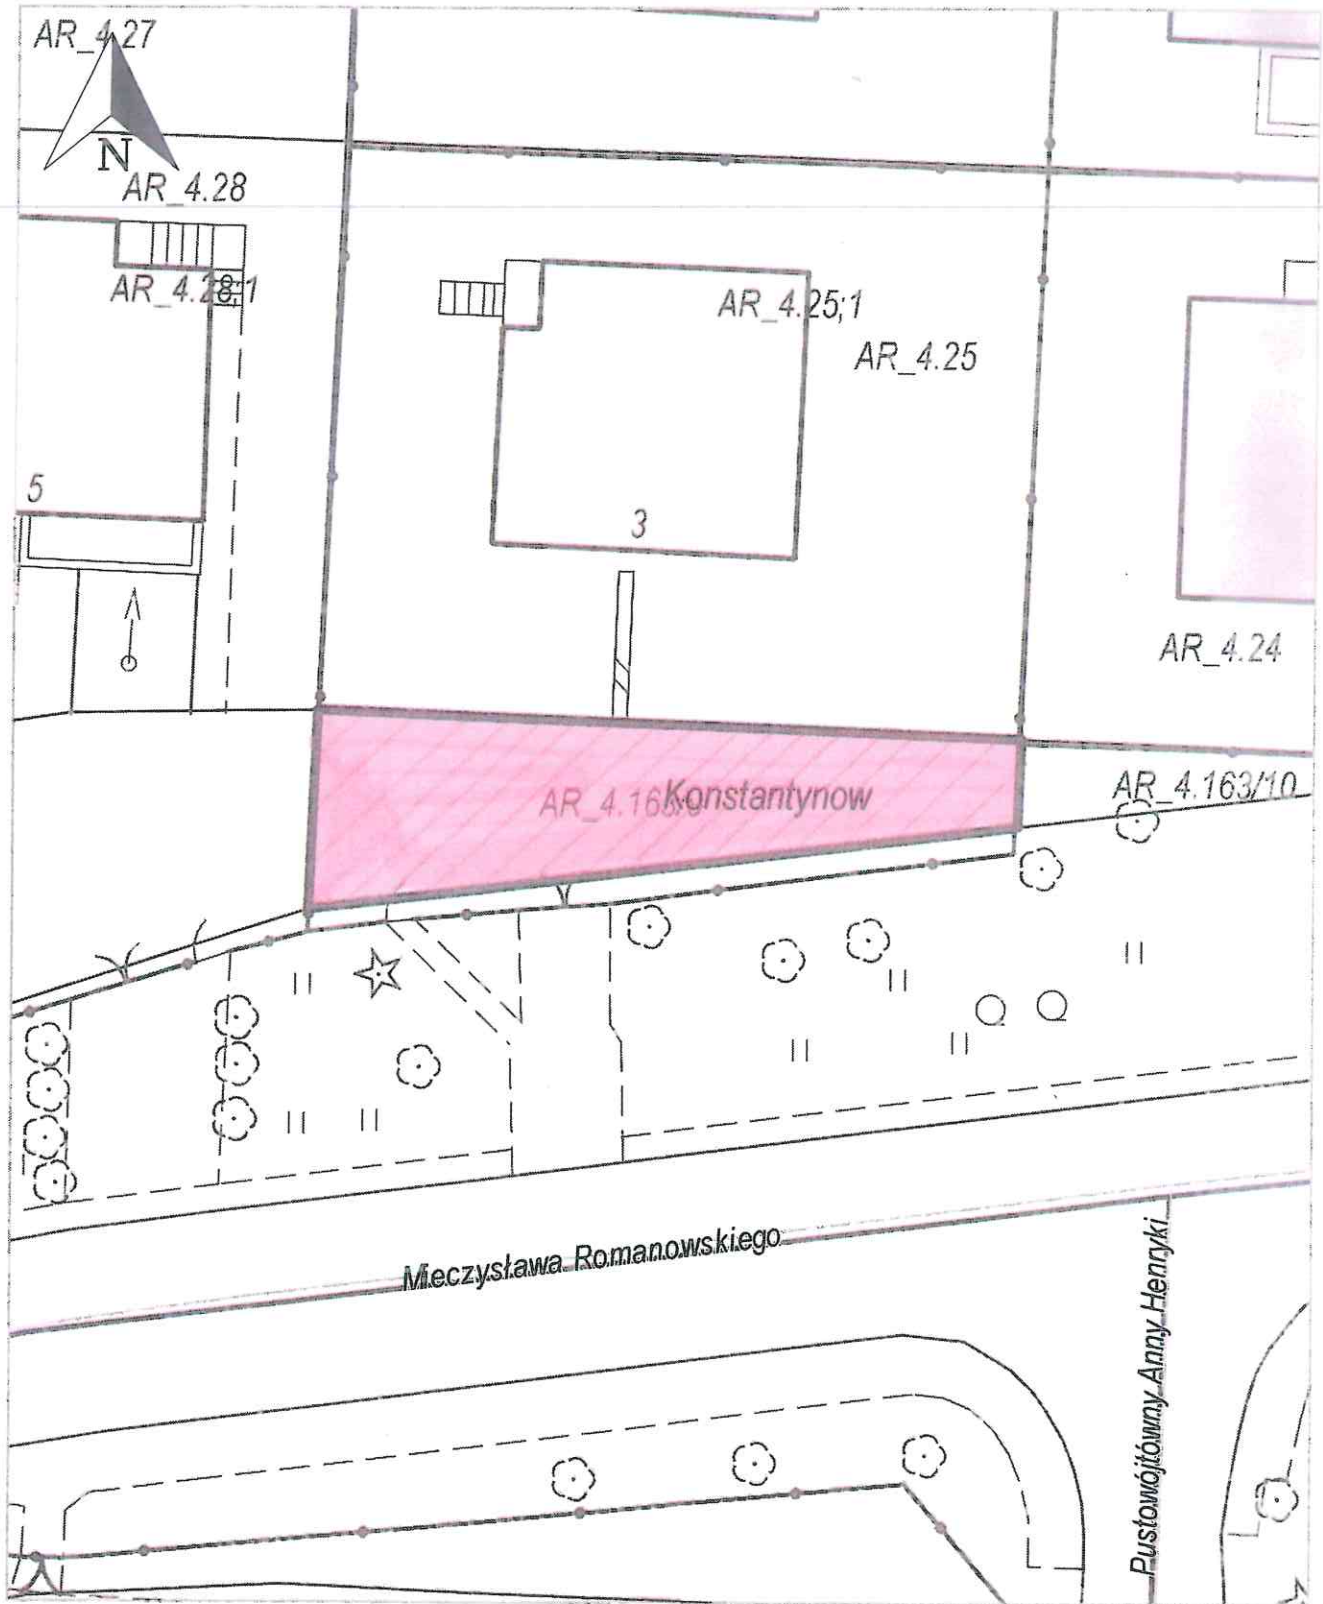 AR_4.27
N
AR_4.28
AR_4.28;1
AR_4.25;1
AR_4.25
5
3
AR_4.24
Konstantynow
AR_4.163/10
Mieczysława Romanowskiego
Pustowójtówny Anny Henryki